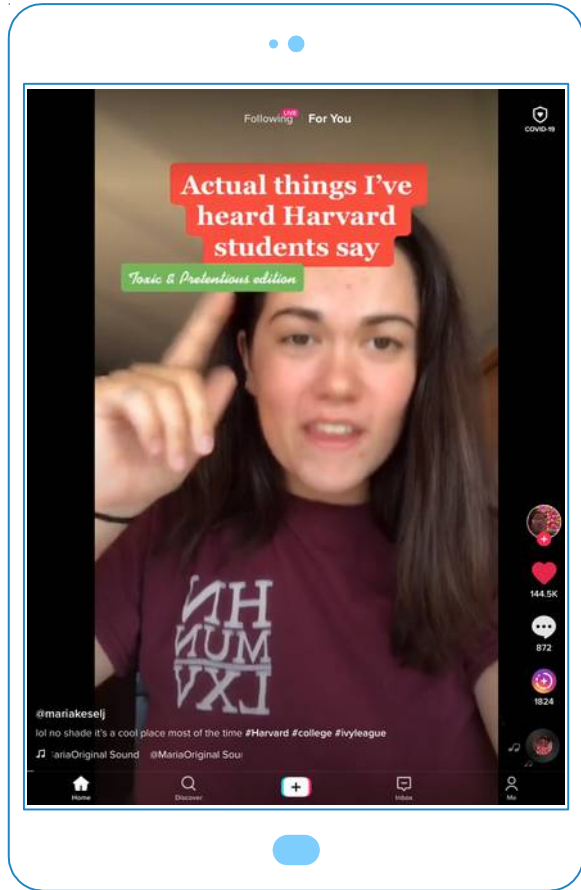 LIVE
Following For You
COVID-19
Actual things I've
heard Harvard
students say
Toxic & Pretentious edition
HN
MUN
LXV
144.5K
872
1824
@mariakeselj
lol no shade it's a cool place most of the time #Harvard #college #ivyleague
ariaOriginal Sound @MariaOriginal Sour
Home
Discover
Inbox
Me